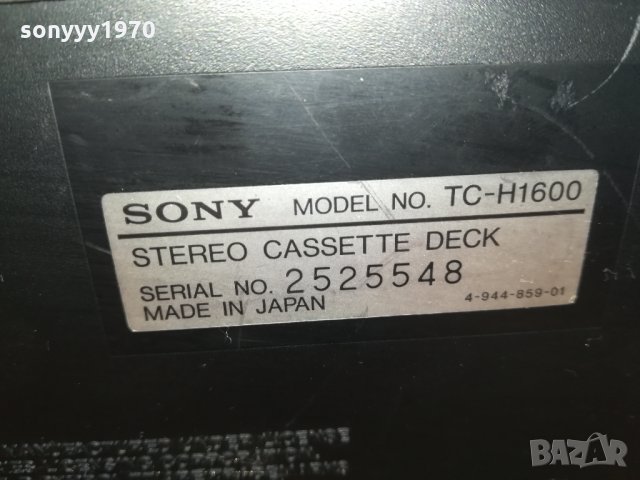 sonyyy1970
SONY MODEL NO. TC-H1600
STEREO CASSETTE DECK
SERIAL NO. 2525548
MADE IN JAPAN 4-944-859-01
BAZAR